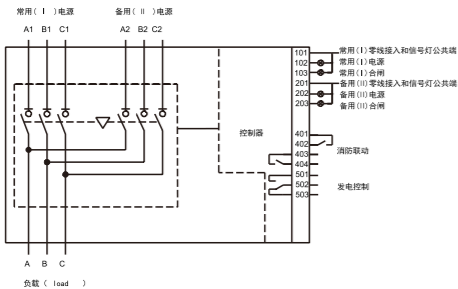 常用( I )电源
备用( II )电源
A1 B1 C1
A2 B2 C2
101 常用(I)零线接入和信号灯公共端
102 常用(I)电源
103 常用(I)合闸
201 备用(II)零线接入和信号灯公共端
202 备用(II)电源
203 备用(II)合闸
控制器
401
402
消防联动
403
404
501
502
发电控制
503
A B C
负载( load )